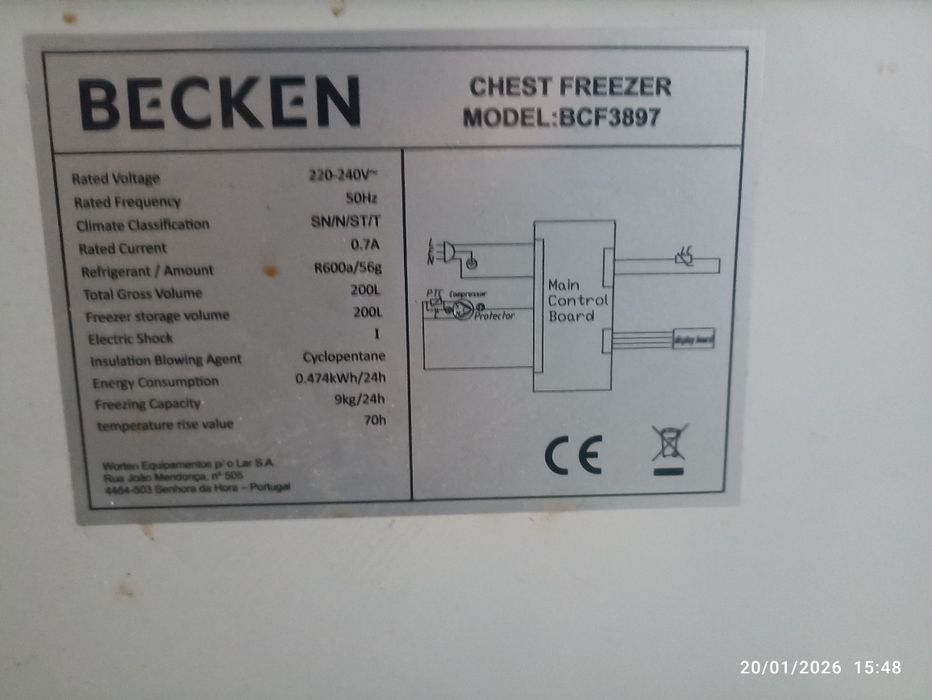 BECKEN
CHEST FREEZER
MODEL:BCF3897
Rated Voltage 220-240V~
Rated Frequency 50Hz
Climate Classification SN/N/ST/T
Rated Current 0.7A
Refrigerant / Amount R600a/56g
Total Gross Volume 200L
Freezer storage volume 200L
Electric Shock I
Insulation Blowing Agent Cyclopentane
Energy Consumption 0.474kWh/24h
Freezing Capacity 9kg/24h
temperature rise value 70h
Worten Equipamentos p/ o Lar S.A.
Rua João Mendonça, nº 505
4464-503 Senhora da Hora – Portugal
L
E
N
PTC Compressor
Protector
Main
Control
Board
display board
CE
20/01/2026 15:48